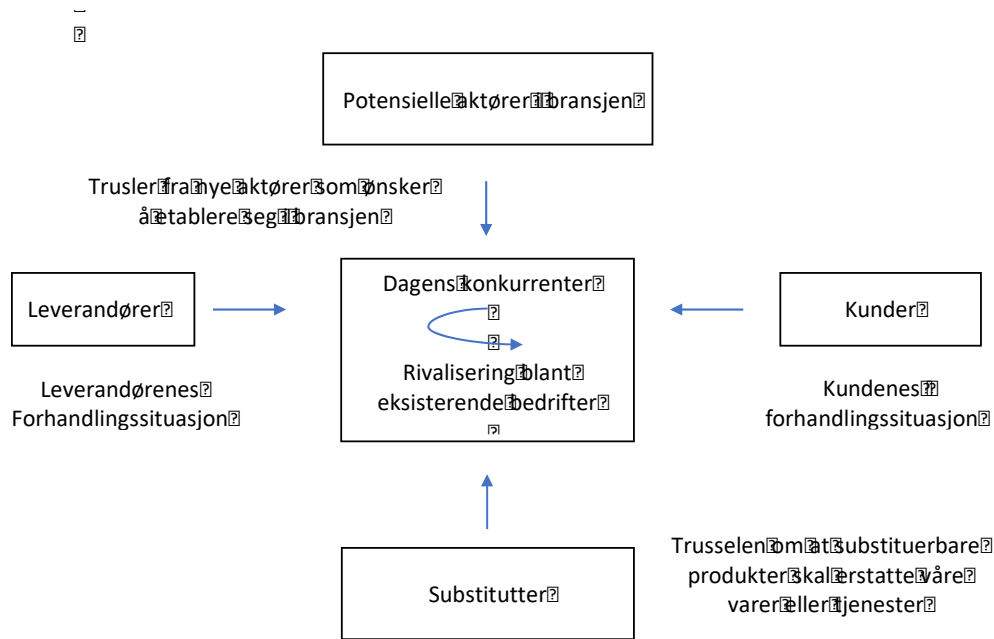 Potensielle aktører i bransjen
Trusler fra nye aktører som ønsker
å etablere seg i bransjen
Dagens konkurrenter
Rivalisering blant
eksisterende bedrifter
Leverandører
Leverandørenes
Forhandlingssituasjon
Kunder
Kundenes
forhandlingssituasjon
Substitutter
Trusselen om at substituerbare
produkter skal erstatte våre
varer eller tjenester